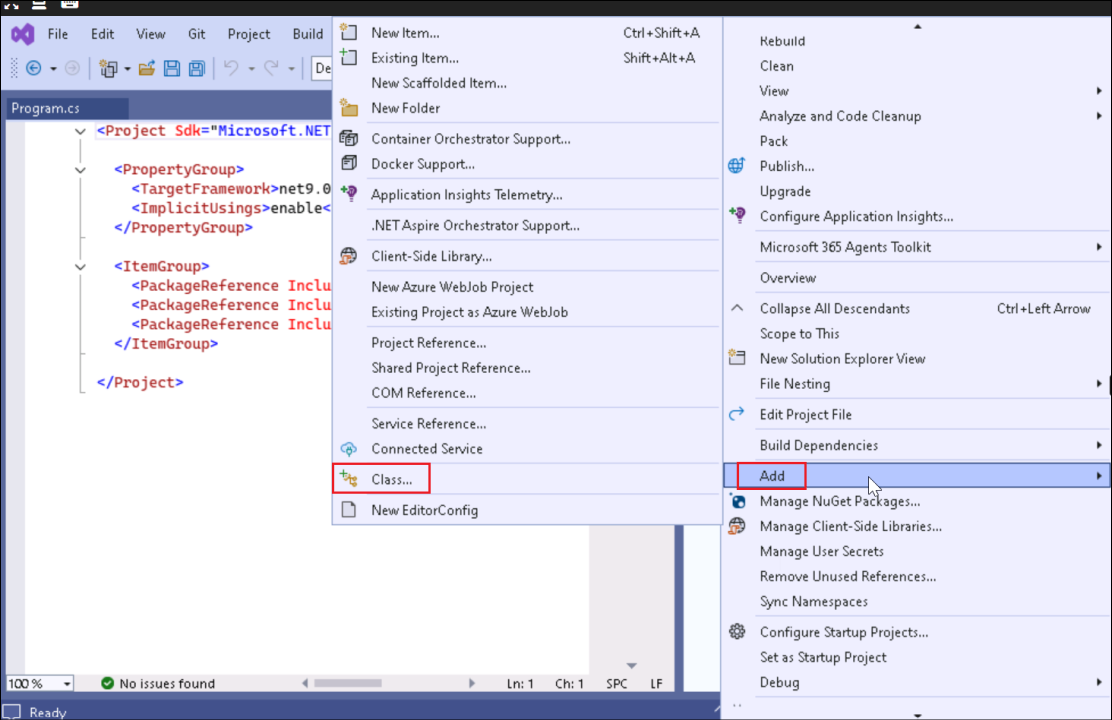 File Edit View Git Project Build
De
Program.cs
<Project Sdk="Microsoft.NET
<PropertyGroup>
<TargetFramework>net9.0
<ImplicitUsings>enable<
</PropertyGroup>
<ItemGroup>
<PackageReference Inclu
<PackageReference Inclu
<PackageReference Inclu
</ItemGroup>
</Project>
100 % No issues found Ln: 1 Ch: 1 SPC LF
Ready
New Item... Ctrl+Shift+A
Existing Item... Shift+Alt+A
New Scaffolded Item...
New Folder
Container Orchestrator Support...
Docker Support...
Application Insights Telemetry...
.NET Aspire Orchestrator Support...
Client-Side Library...
New Azure WebJob Project
Existing Project as Azure WebJob
Project Reference...
Shared Project Reference...
COM Reference...
Service Reference...
Connected Service
Class...
New EditorConfig
Rebuild
Clean
View
Analyze and Code Cleanup
Pack
Publish...
Upgrade
Configure Application Insights...
Microsoft 365 Agents Toolkit
Overview
Collapse All Descendants Ctrl+Left Arrow
Scope to This
New Solution Explorer View
File Nesting
Edit Project File
Build Dependencies
Add
Manage NuGet Packages...
Manage Client-Side Libraries...
Manage User Secrets
Remove Unused References...
Sync Namespaces
Configure Startup Projects...
Set as Startup Project
Debug